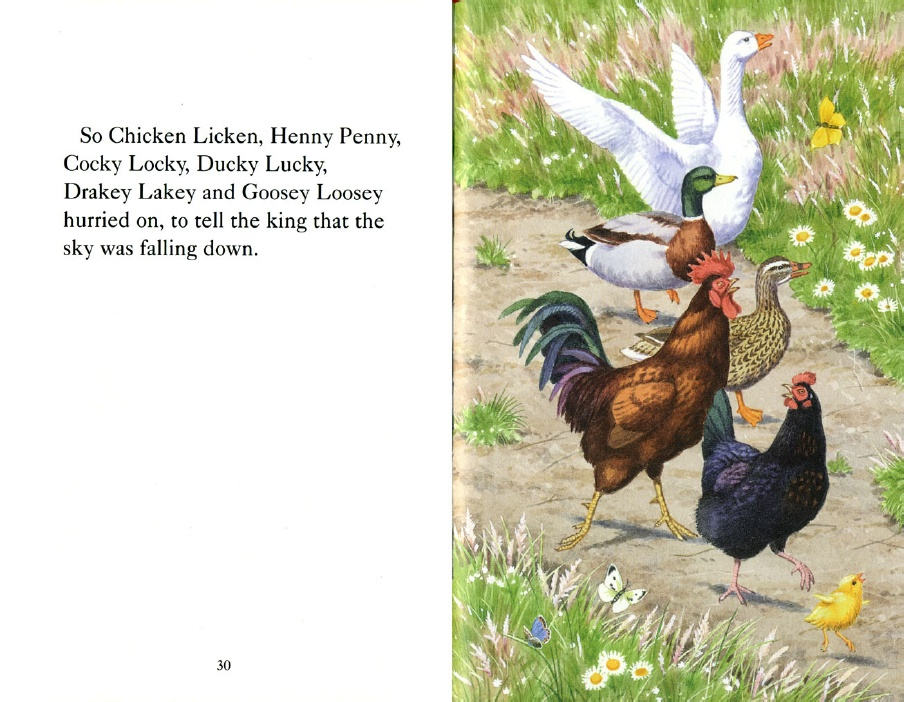 So Chicken Licken, Henny Penny,
Cocky Locky, Ducky Lucky,
Drakey Lakey and Goosey Loosey
hurried on, to tell the king that the
sky was falling down.
30